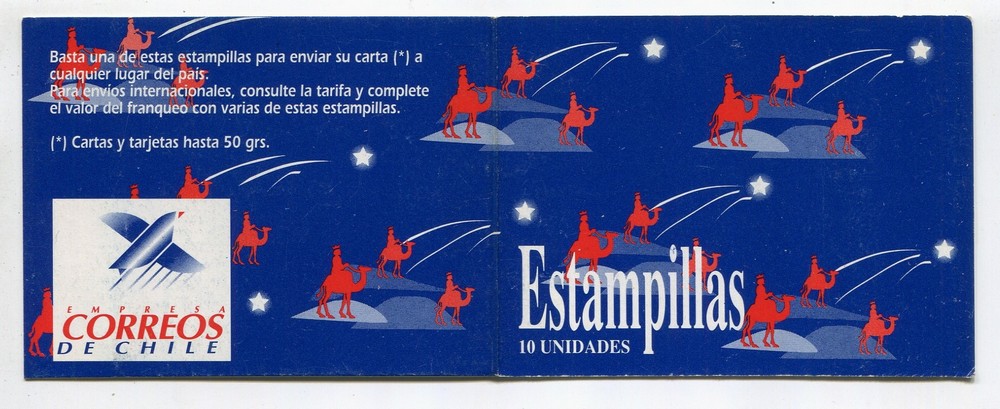 Basta una de estas estampillas para enviar su carta (*) a
cualquier lugar del país.
Para envíos internacionales, consulte la tarifa y complete
el valor del franqueo con varias de estas estampillas.
(*) Cartas y tarjetas hasta 50 grs.
EMPRESA
CORREOS
DE CHILE
Estampillas
10 UNIDADES